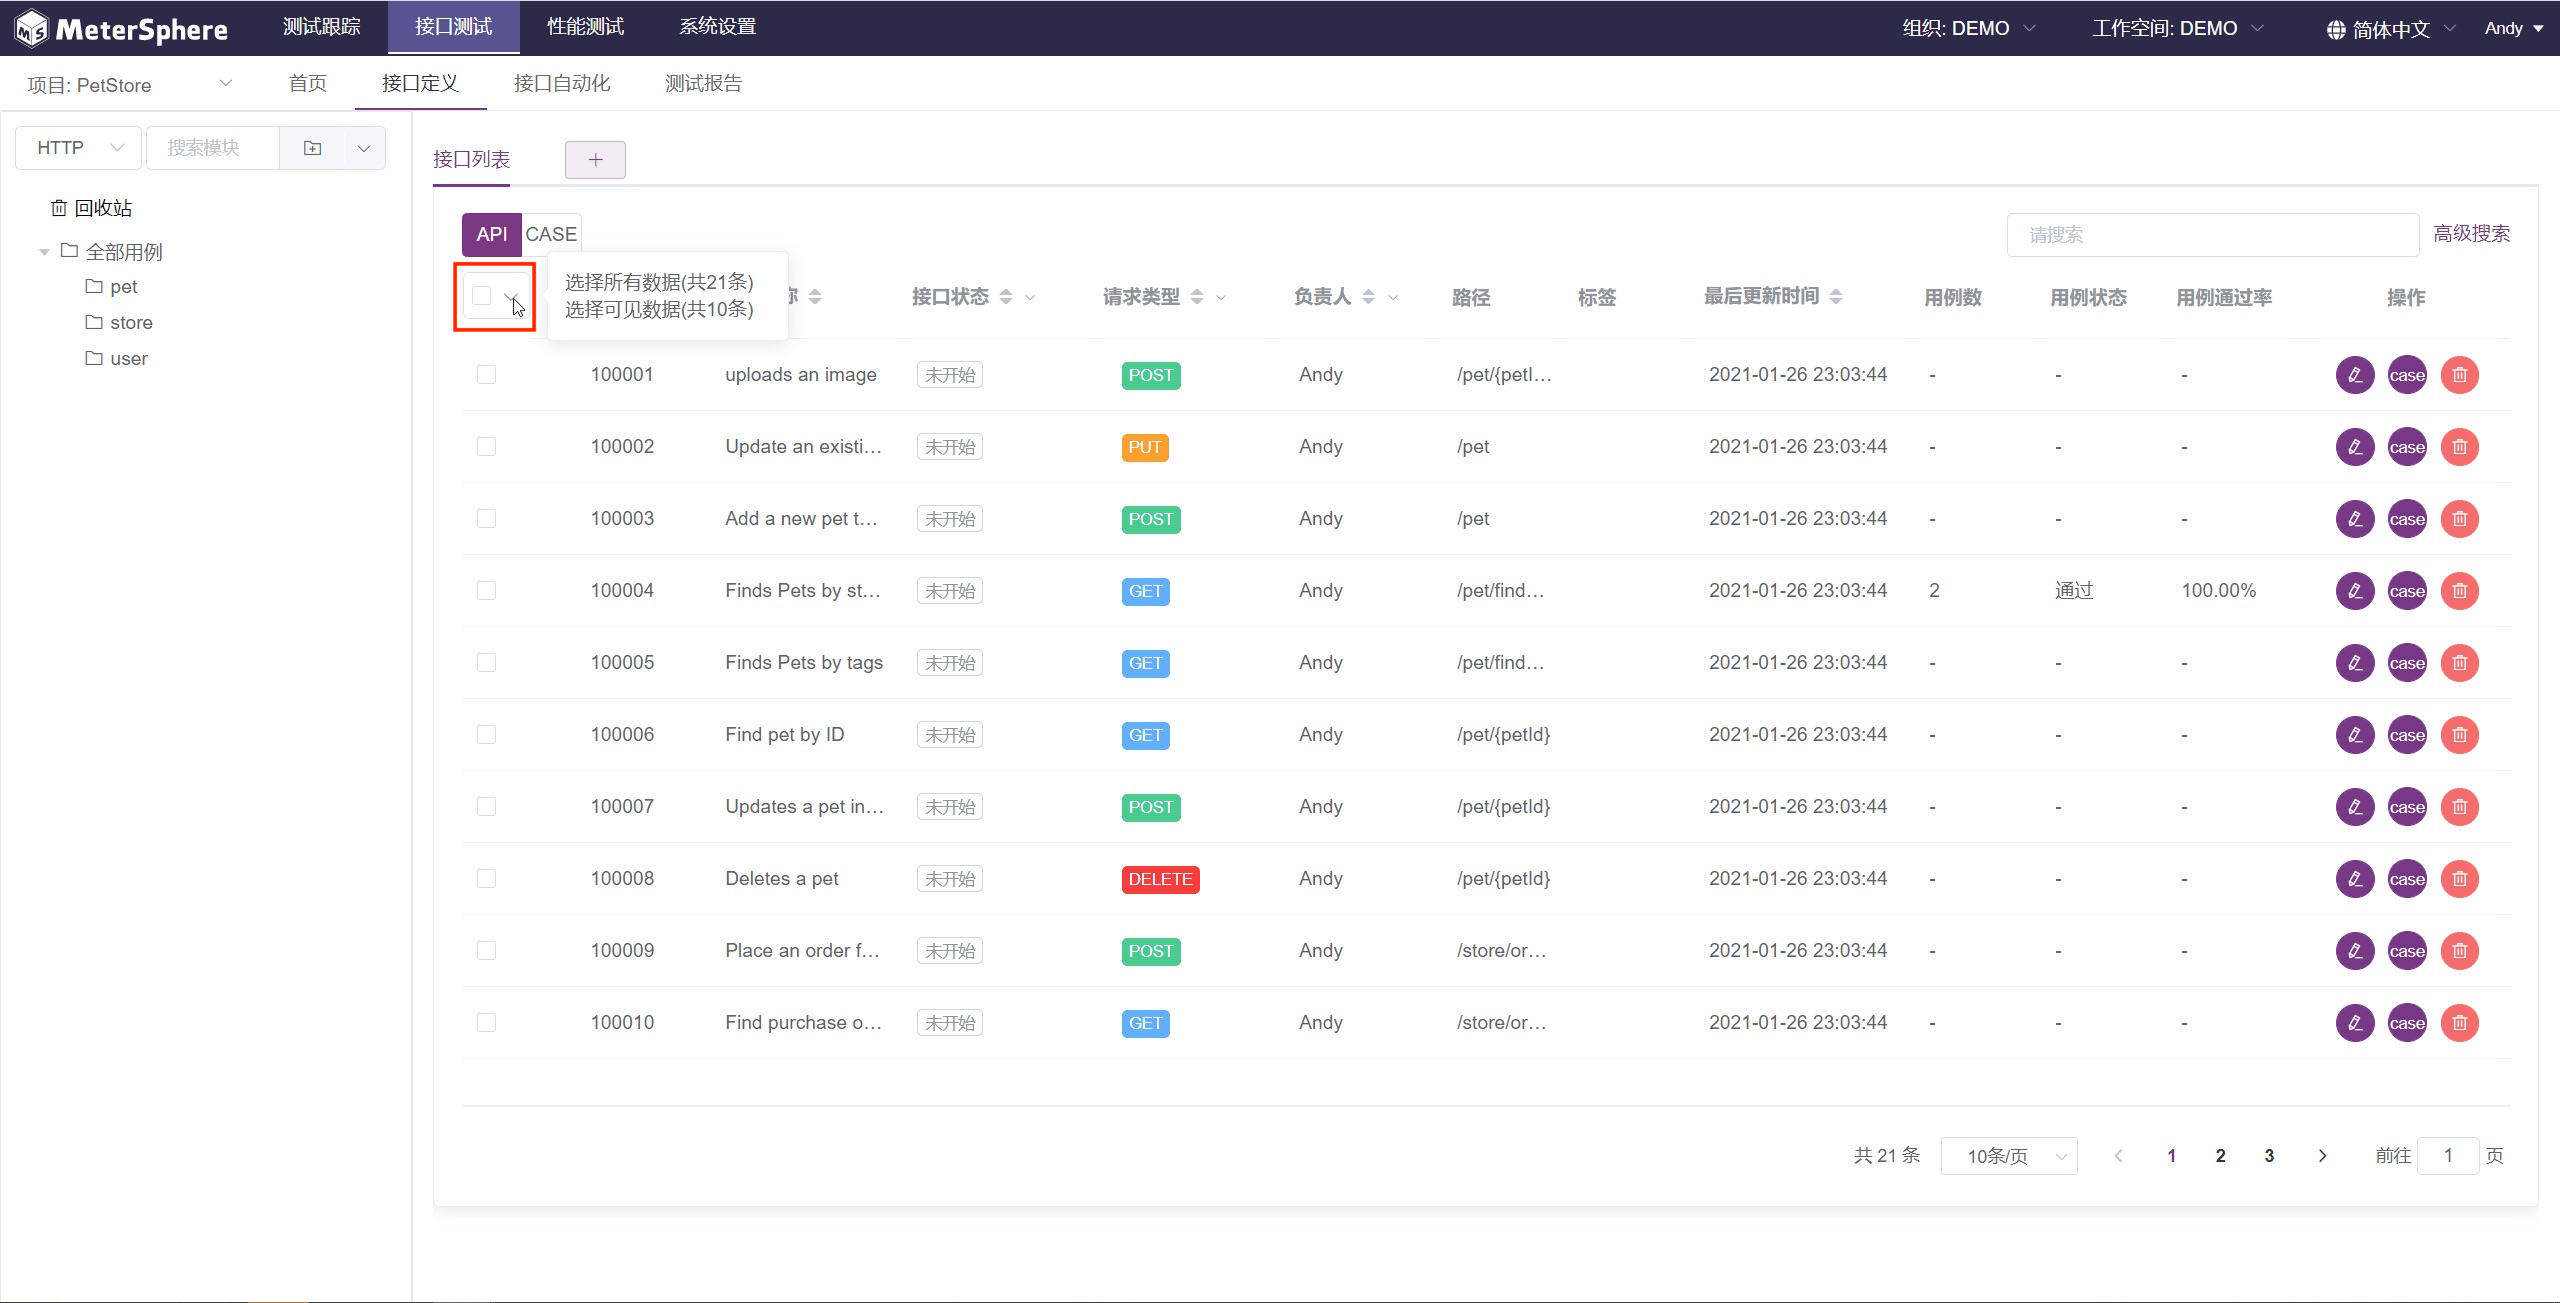 MeterSphere 测试跟踪 接口测试 性能测试 系统设置 组织: DEMO 工作空间: DEMO 简体中文 Andy
项目: PetStore 首页 接口定义 接口自动化 测试报告
HTTP 搜索模块
回收站
全部用例
pet
store
user
接口列表 +
API CASE 请搜索 高级搜索
选择所有数据(共21条)
选择可见数据(共10条)
接口状态 请求类型 负责人 路径 标签 最后更新时间 用例数 用例状态 用例通过率 操作
100001 uploads an image 未开始 POST Andy /pet/{petI... 2021-01-26 23:03:44 - - - case
100002 Update an existi... 未开始 PUT Andy /pet 2021-01-26 23:03:44 - - - case
100003 Add a new pet t... 未开始 POST Andy /pet 2021-01-26 23:03:44 - - - case
100004 Finds Pets by st... 未开始 GET Andy /pet/find... 2021-01-26 23:03:44 2 通过 100.00% case
100005 Finds Pets by tags 未开始 GET Andy /pet/find... 2021-01-26 23:03:44 - - - case
100006 Find pet by ID 未开始 GET Andy /pet/{petId} 2021-01-26 23:03:44 - - - case
100007 Updates a pet in... 未开始 POST Andy /pet/{petId} 2021-01-26 23:03:44 - - - case
100008 Deletes a pet 未开始 DELETE Andy /pet/{petId} 2021-01-26 23:03:44 - - - case
100009 Place an order f... 未开始 POST Andy /store/or... 2021-01-26 23:03:44 - - - case
100010 Find purchase o... 未开始 GET Andy /store/or... 2021-01-26 23:03:44 - - - case
共 21 条 10条/页 1 2 3 前往 1 页